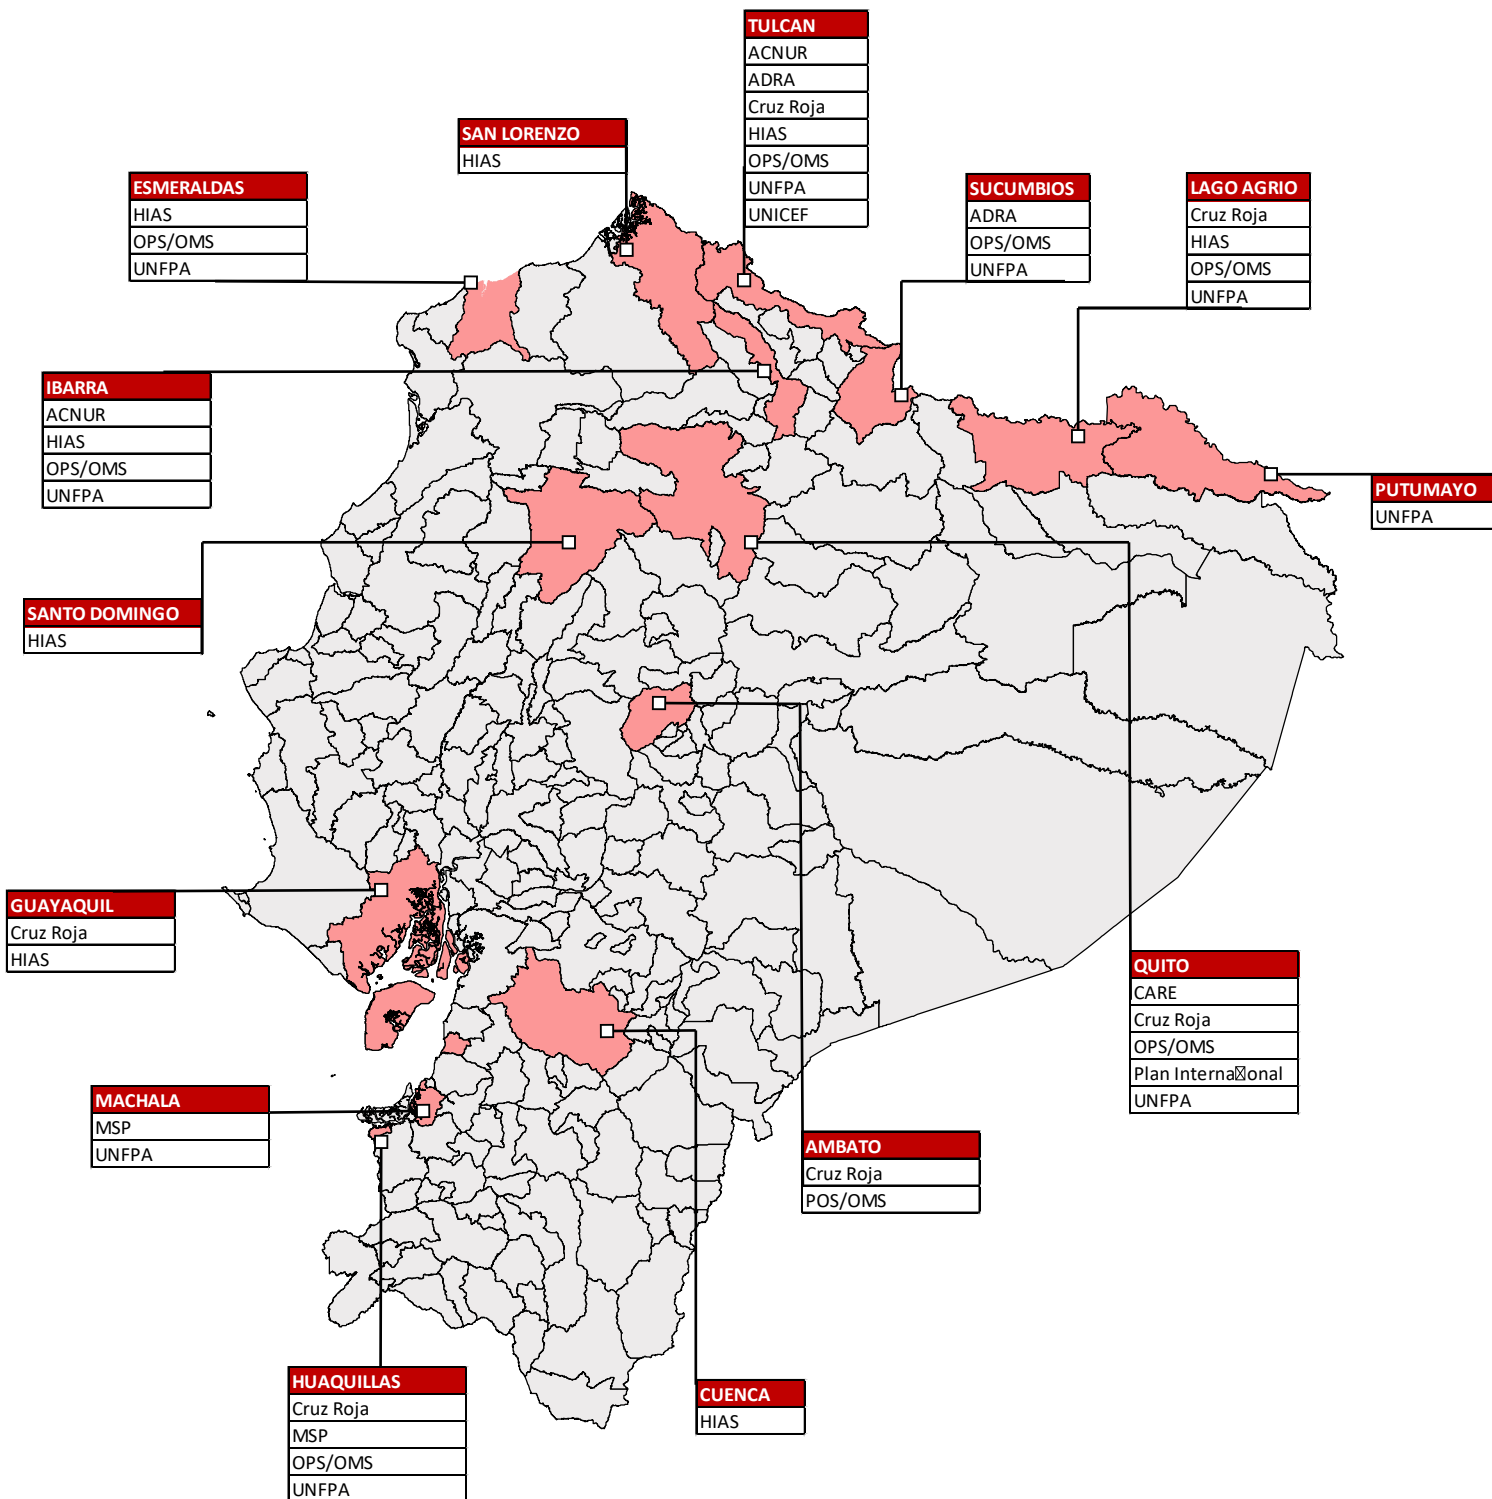 TULCAN
ACNUR
ADRA
Cruz Roja
HIAS
OPS/OMS
UNFPA
UNICEF
SAN LORENZO
HIAS
ESMERALDAS
HIAS
OPS/OMS
UNFPA
SUCUMBIOS
ADRA
OPS/OMS
UNFPA
LAGO AGRIO
Cruz Roja
HIAS
OPS/OMS
UNFPA
IBARRA
ACNUR
HIAS
OPS/OMS
UNFPA
PUTUMAYO
UNFPA
SANTO DOMINGO
HIAS
GUAYAQUIL
Cruz Roja
HIAS
QUITO
CARE
Cruz Roja
OPS/OMS
Plan Interna☒onal
UNFPA
MACHALA
MSP
UNFPA
AMBATO
Cruz Roja
POS/OMS
HUAQUILLAS
Cruz Roja
MSP
OPS/OMS
UNFPA
CUENCA
HIAS